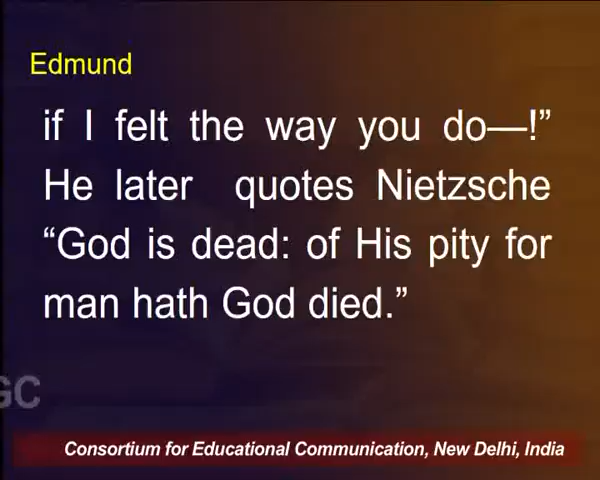 Edmund
if I felt the way you do—!”
He later quotes Nietzsche
“God is dead: of His pity for
man hath God died.”
GC
Consortium for Educational Communication, New Delhi, India